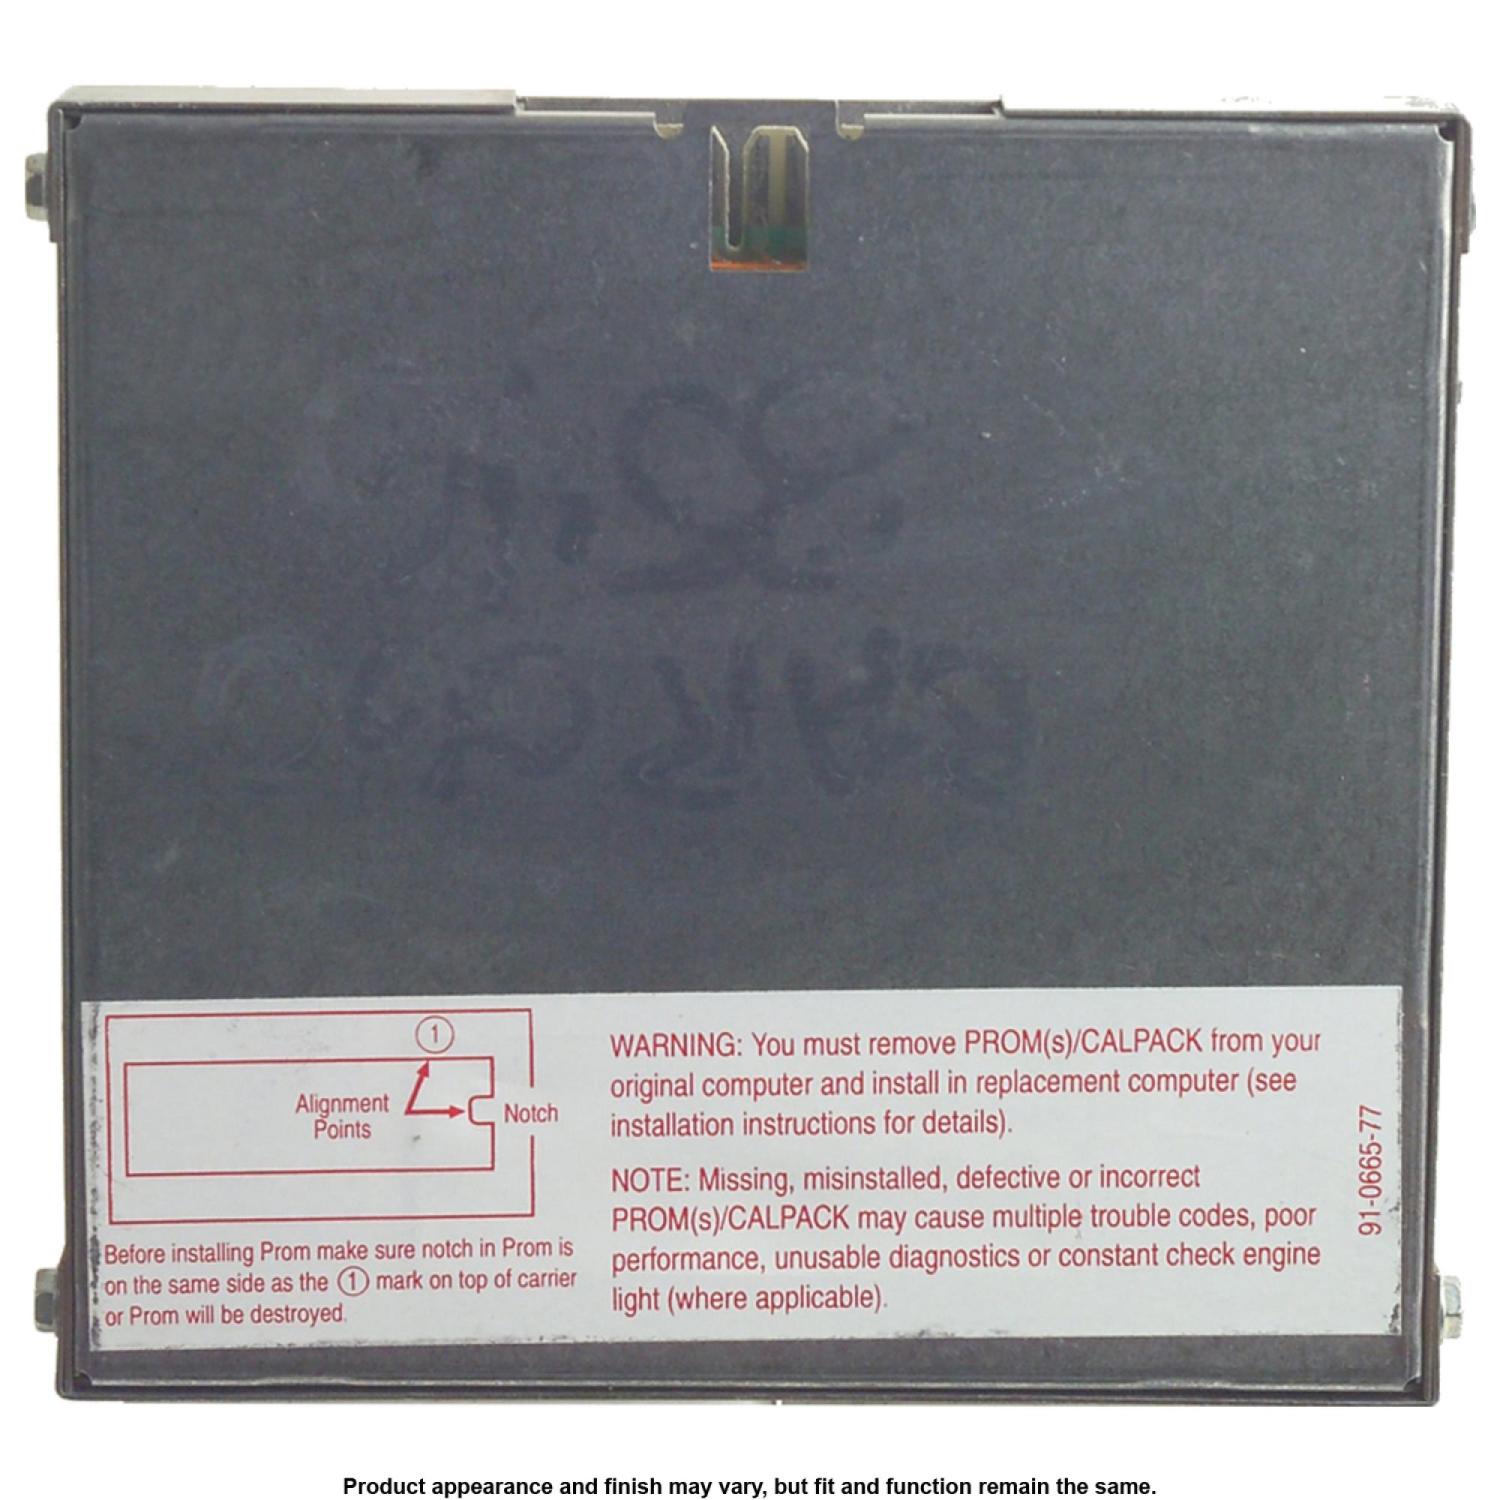 1
Alignment
Points
Notch
Before installing Prom make sure notch in Prom is
on the same side as the 1 mark on top of carrier
or Prom will be destroyed.
WARNING: You must remove PROM(s)/CALPACK from your
original computer and install in replacement computer (see
installation instructions for details).
NOTE: Missing, misinstalled, defective or incorrect
PROM(s)/CALPACK may cause multiple trouble codes, poor
performance, unusable diagnostics or constant check engine
light (where applicable).
91-0665-77
Product appearance and finish may vary, but fit and function remain the same.